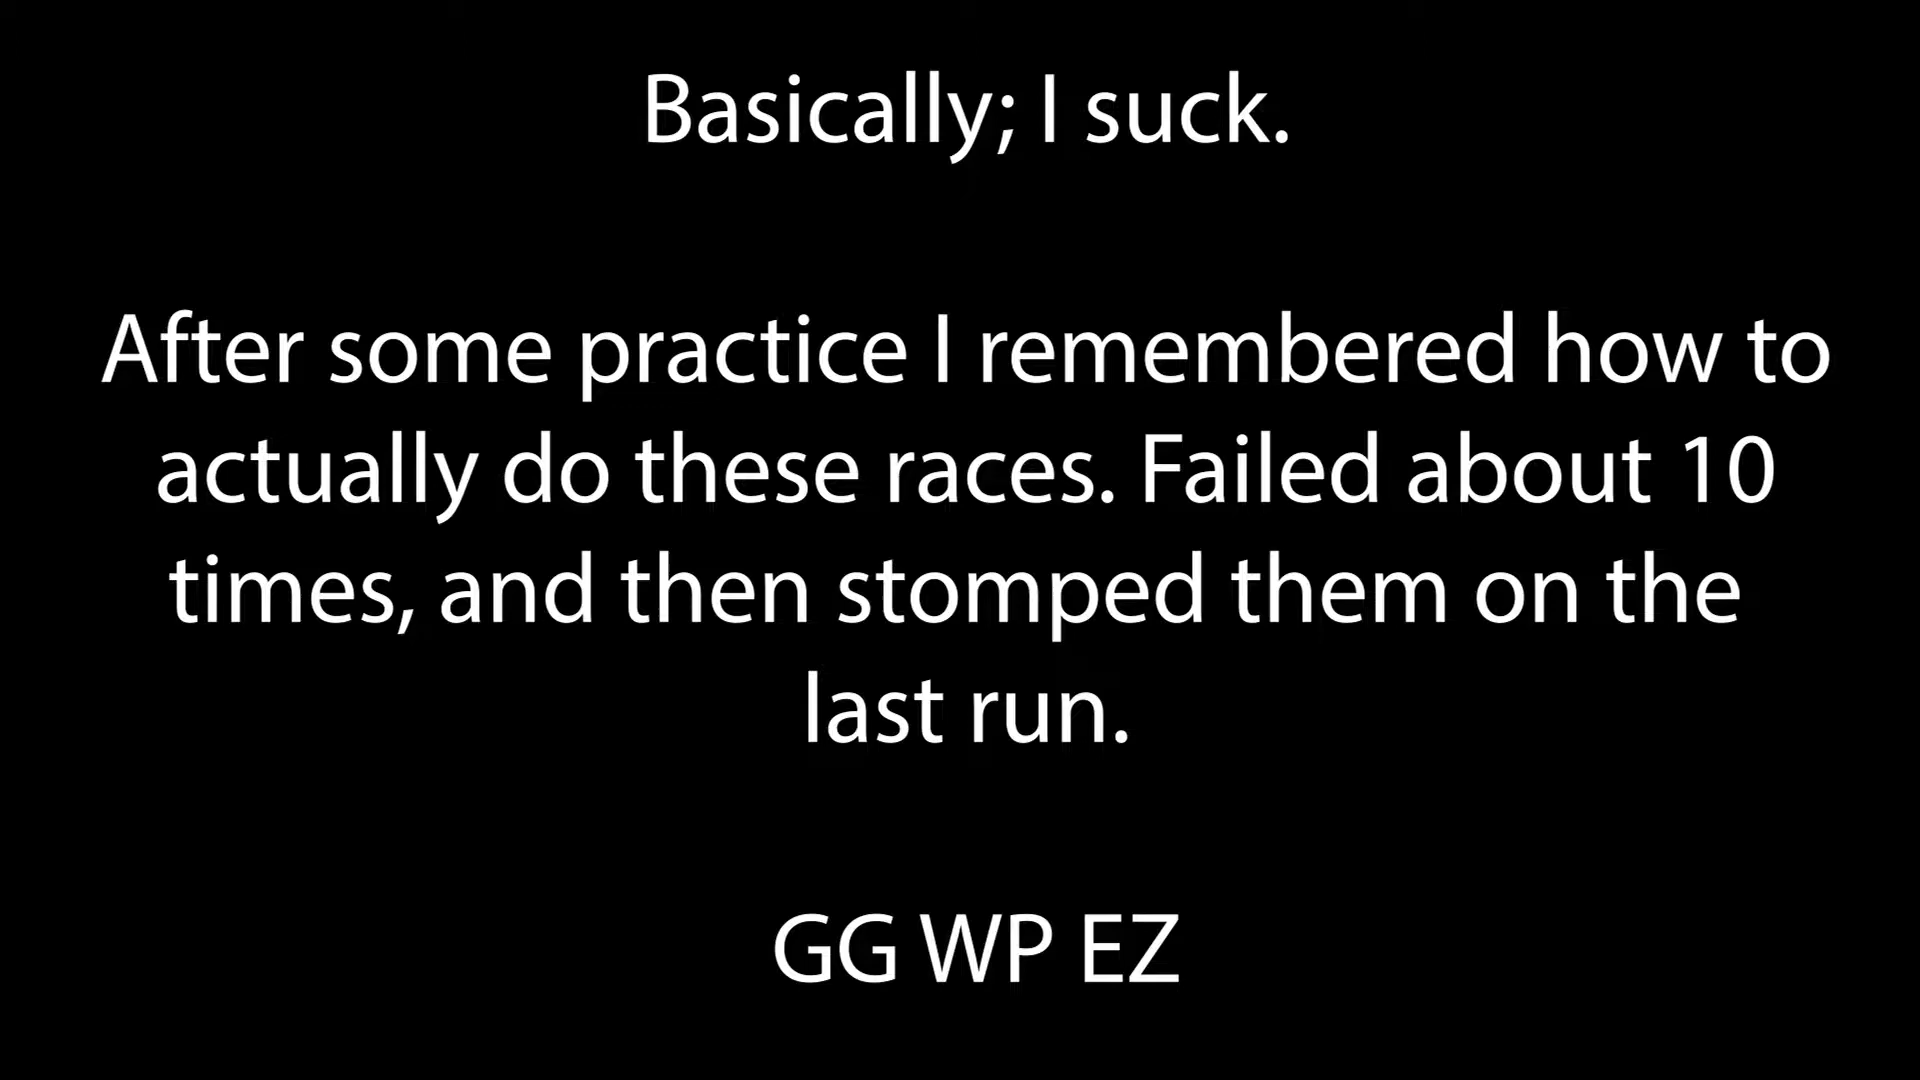 Basically; I suck.
After some practice I remembered how to
actually do these races. Failed about 10
times, and then stomped them on the
last run.
GG WP EZ